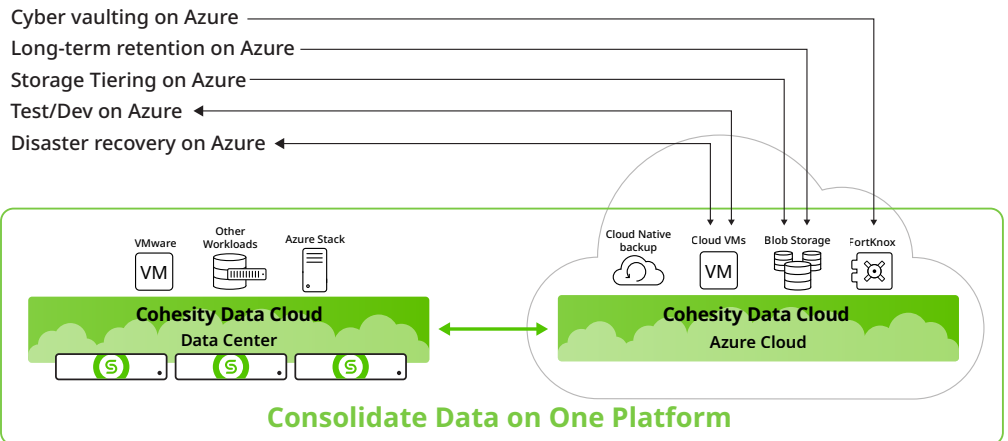 Cyber vaulting on Azure
Long-term retention on Azure
Storage Tiering on Azure
Test/Dev on Azure
Disaster recovery on Azure
VMware
VM
Other
Workloads
Azure Stack
Cohesity Data Cloud
Data Center
Cloud Native
backup
Cloud VMs
VM
Blob Storage
FortKnox
Cohesity Data Cloud
Azure Cloud
Consolidate Data on One Platform